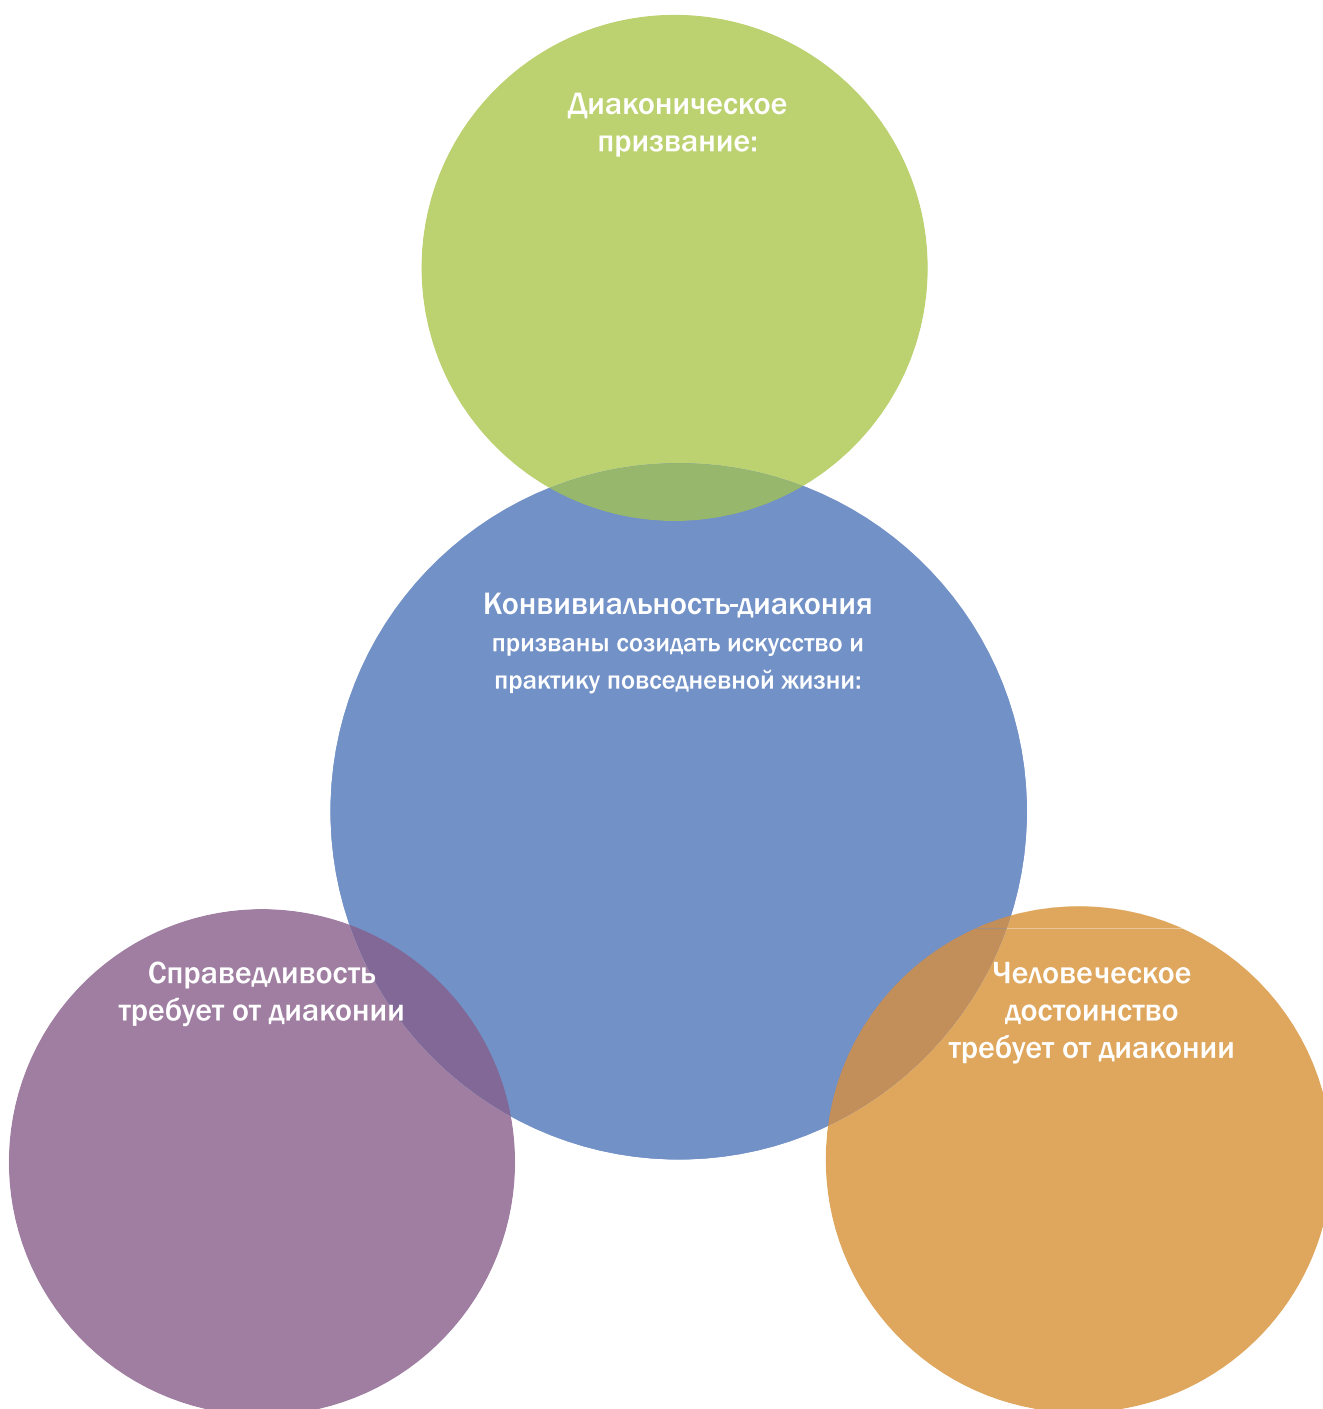 Диаконическое
призвание:
Конвивиальность-диакония
призваны созидать искусство и
практику повседневной жизни:
Справедливость
требует от диаконии
Человеческое
достоинство
требует от диаконии